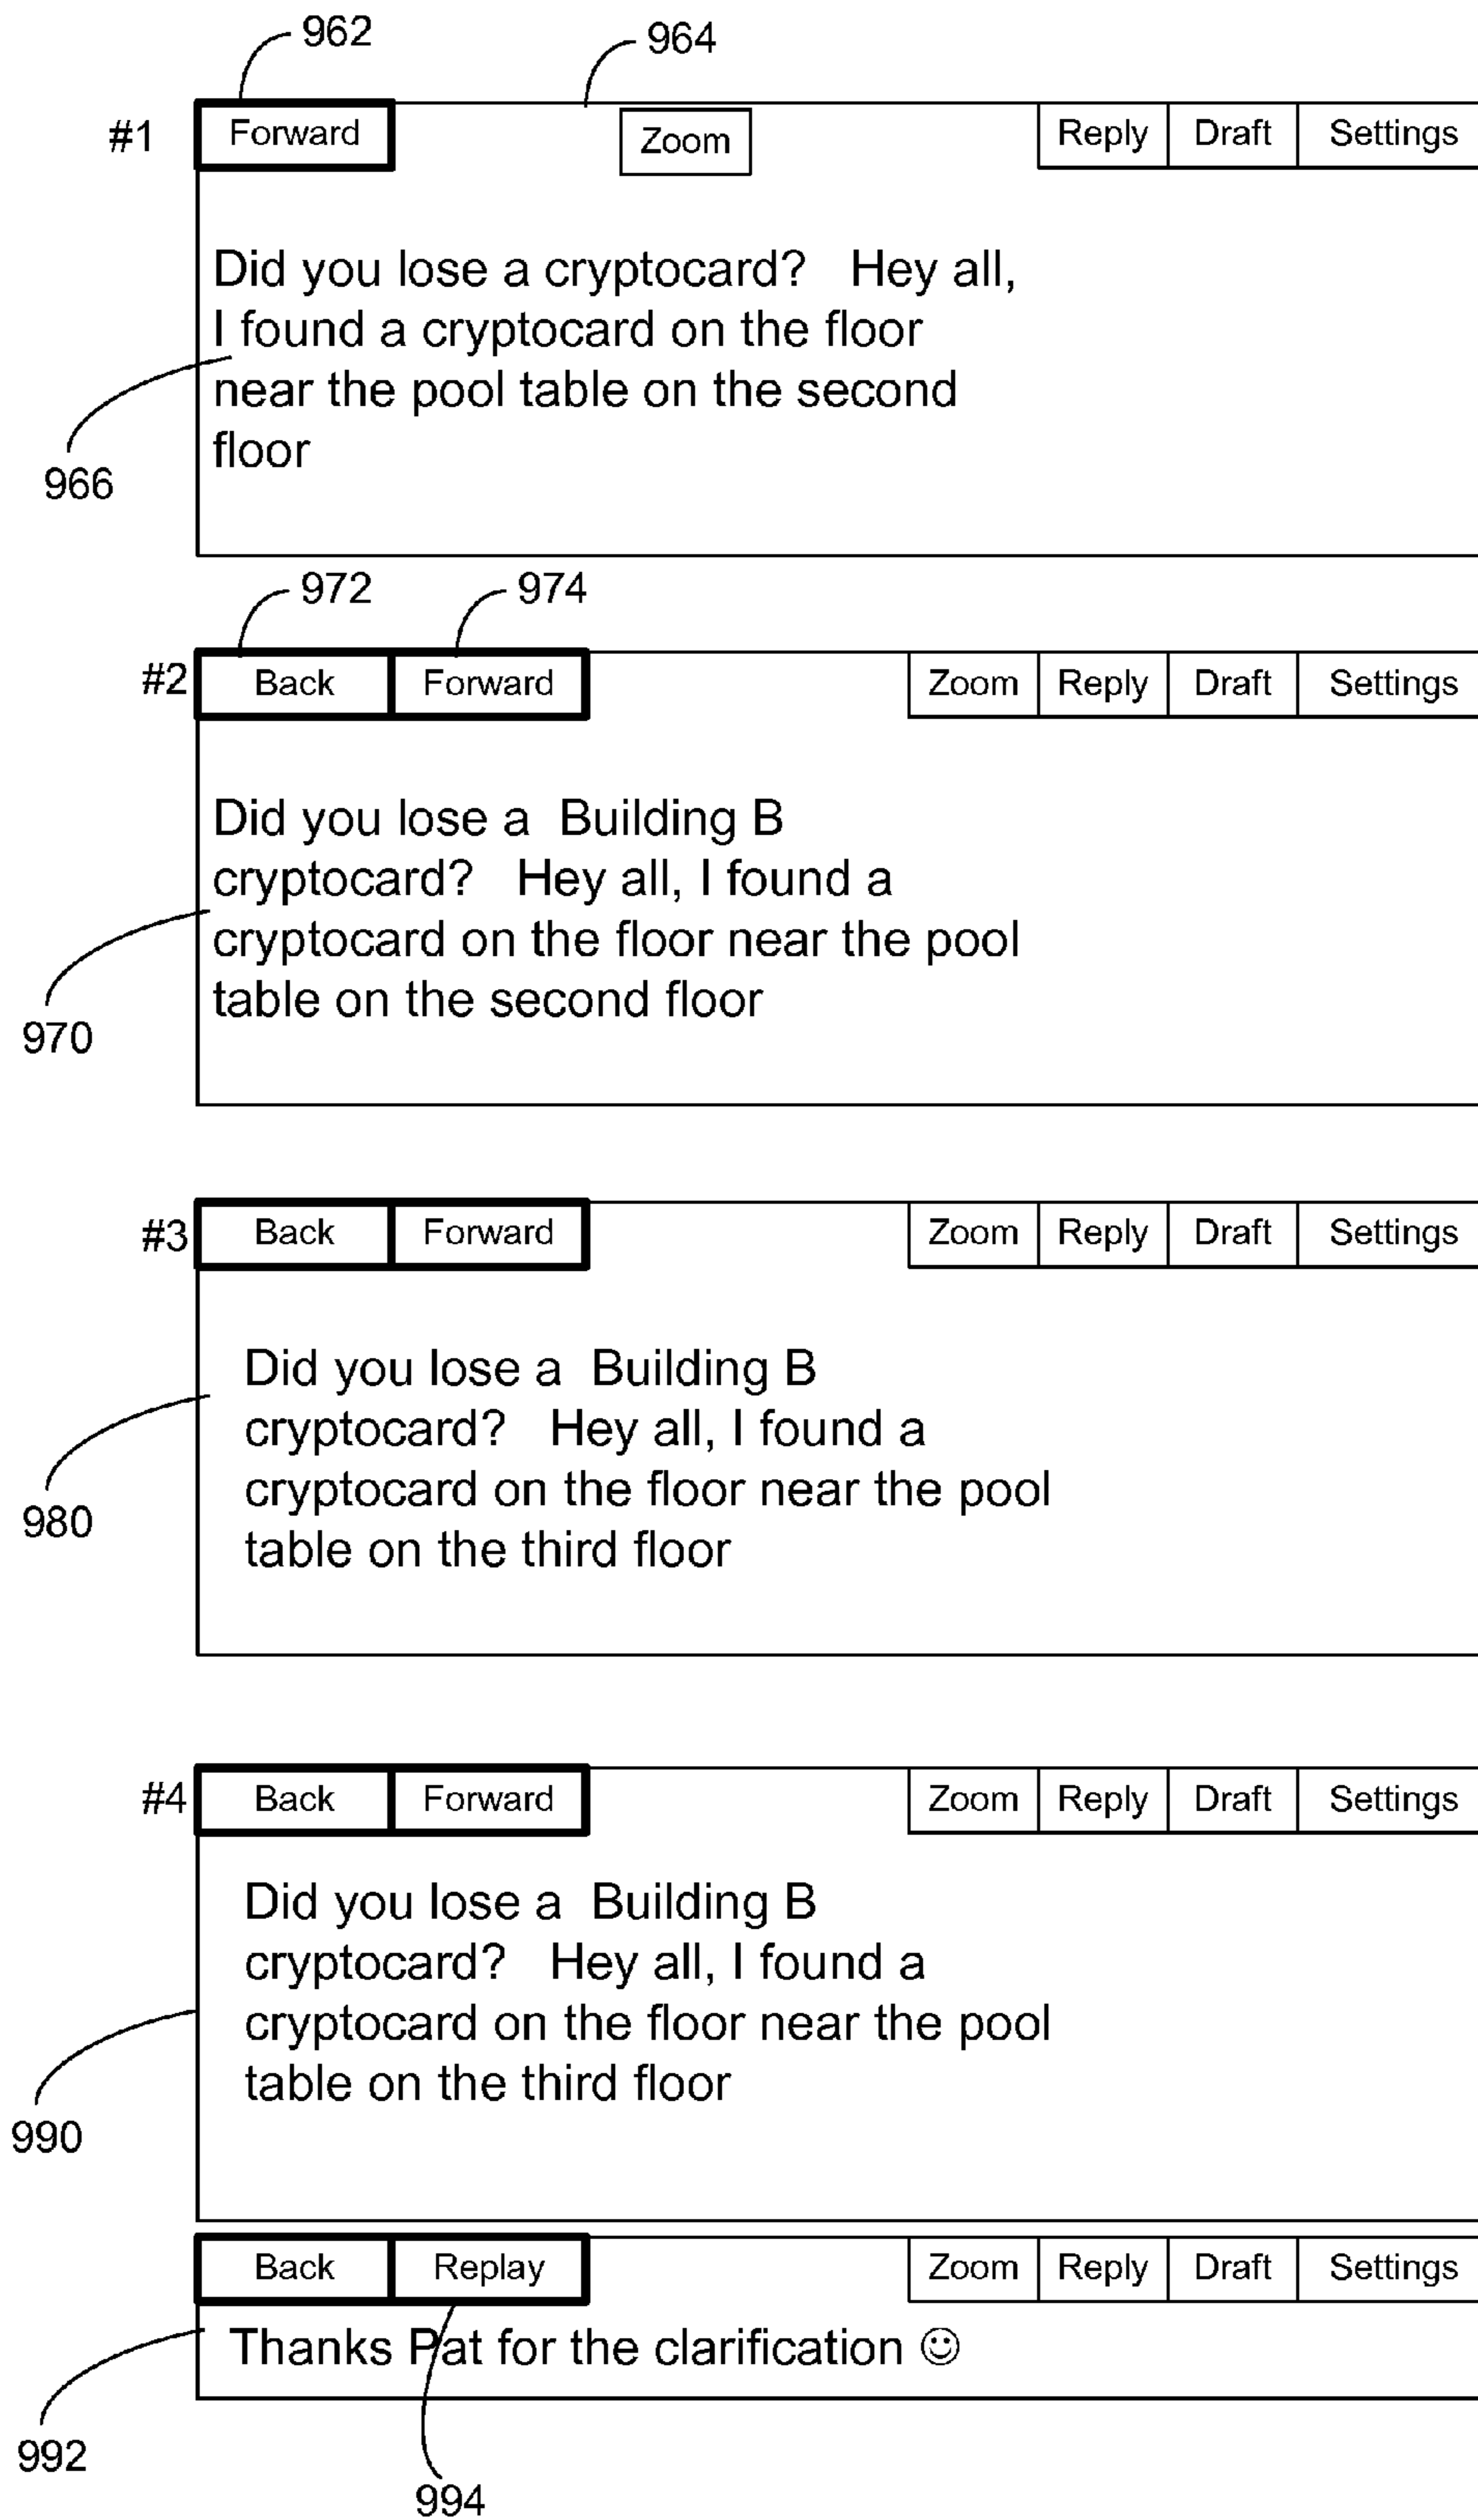 962
964
#1 Forward Zoom Reply Draft Settings
Did you lose a cryptocard? Hey all,
I found a cryptocard on the floor
near the pool table on the second
floor
966
972 974
#2 Back Forward Zoom Reply Draft Settings
Did you lose a Building B
cryptocard? Hey all, I found a
cryptocard on the floor near the pool
table on the second floor
970
#3 Back Forward Zoom Reply Draft Settings
Did you lose a Building B
cryptocard? Hey all, I found a
cryptocard on the floor near the pool
table on the third floor
980
#4 Back Forward Zoom Reply Draft Settings
Did you lose a Building B
cryptocard? Hey all, I found a
cryptocard on the floor near the pool
table on the third floor
990
Back Replay Zoom Reply Draft Settings
Thanks Pat for the clarification ☺
992
994